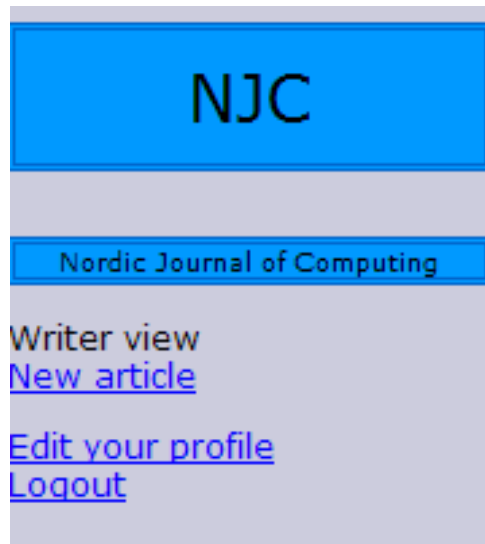 NJC
Nordic Journal of Computing
Writer view
New article
Edit your profile
Logout